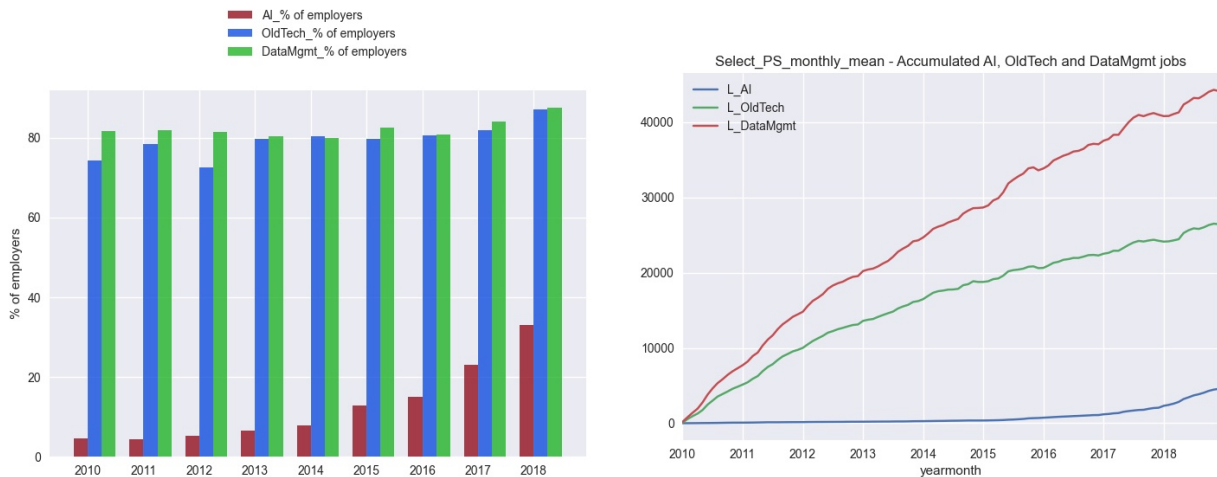 AI_% of employers
OldTech_% of employers
DataMgmt_% of employers
% of employers
80
60
40
20
0
2010 2011 2012 2013 2014 2015 2016 2017 2018
Select_PS_monthly_mean - Accumulated AI, OldTech and DataMgmt jobs
L_AI
L_OldTech
L_DataMgmt
40000
30000
20000
10000
0
2010 2011 2012 2013 2014 2015 2016 2017 2018
yearmonth